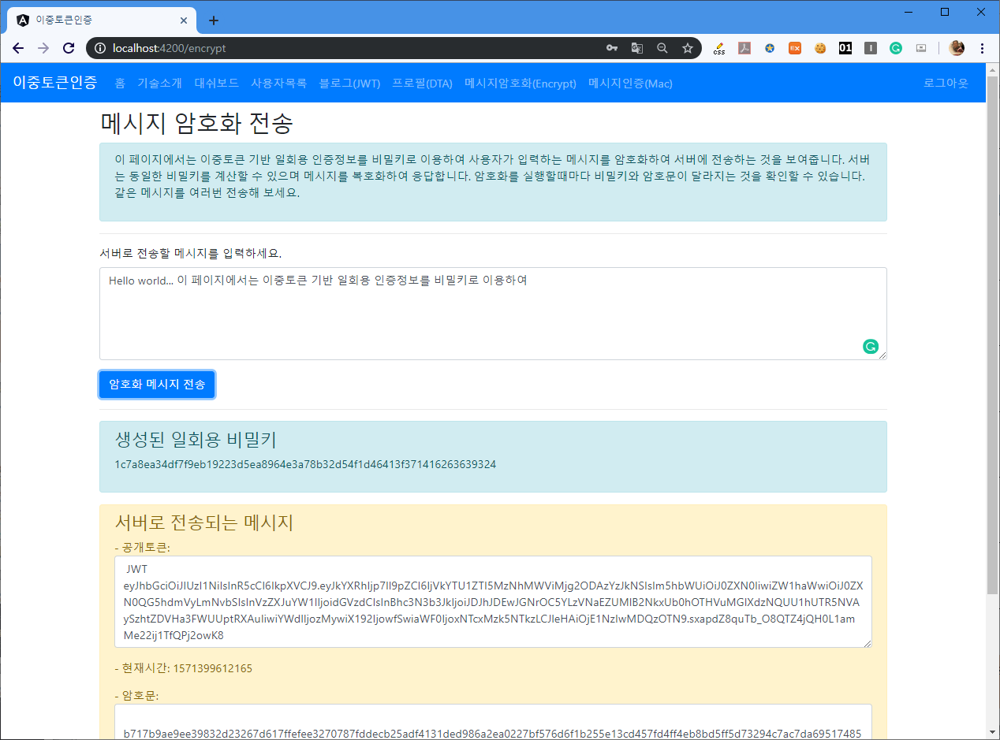 이중토큰인증
localhost:4200/encrypt
이중토큰인증 홈 기술소개 대쉬보드 사용자목록 블로그(JWT) 프로필(DTA) 메시지암호화(Encrypt) 메시지인증(Mac) 로그아웃
메시지 암호화 전송
이 페이지에서는 이중토큰 기반 일회용 인증정보를 비밀키로 이용하여 사용자가 입력하는 메시지를 암호화하여 서버에 전송하는 것을 보여줍니다. 서버
는 동일한 비밀키를 계산할 수 있으며 메시지를 복호화하여 응답합니다. 암호화를 실행할때마다 비밀키와 암호문이 달라지는 것을 확인할 수 있습니다.
같은 메시지를 여러번 전송해 보세요.
서버로 전송할 메시지를 입력하세요.
Hello world... 이 페이지에서는 이중토큰 기반 일회용 인증정보를 비밀키로 이용하여
암호화 메시지 전송
생성된 일회용 비밀키
1c7a8ea34df7f9eb19223d5ea8964e3a78b32d54f1d46413f371416263639324
서버로 전송되는 메시지
- 공개토큰:
JWT
eyJhbGciOiJIUzI1NiIsInR5cCI6IkpXVCJ9.eyJkYXRhIjp7Il9pZCI6IjVkYTU1ZTI5MzNhMWViMjg2ODAzYzJkNSIsIm5hbWUiOiJ0ZXN0IiwiZW1haWwiOiJ0ZX
N0QG5hdmVyLmNvbSIsInVzZXJuYW1lIjoidGVzdCIsInBhc3N3b3JkIjoiJDJhJDEwJGNrOC5YLzVNaEZUMlB2NkxUb0hOTHVuMGlXdzNQUU1hUTR5NVA
ySzhtZDVHa3FWUUptRXAuIiwiYWdlIjozMywiX192IjowfSwiaWF0IjoxNTcxMzk5NTkzLCJleHAiOjE1NzIwMDQzOTN9.sxapdZ8quTb_O8QTZ4jQH0L1am
Me22ij1TfQPj2owK8
- 현재시간: 1571399612165
- 암호문:
b717b9ae9ee39832d23267d617ffefee3270787fddecb25adf4131ded986a2ea0227bf576d6f1b255e13cd457fd4ff4eb8bd5ff5d73294c7ac7da69517485